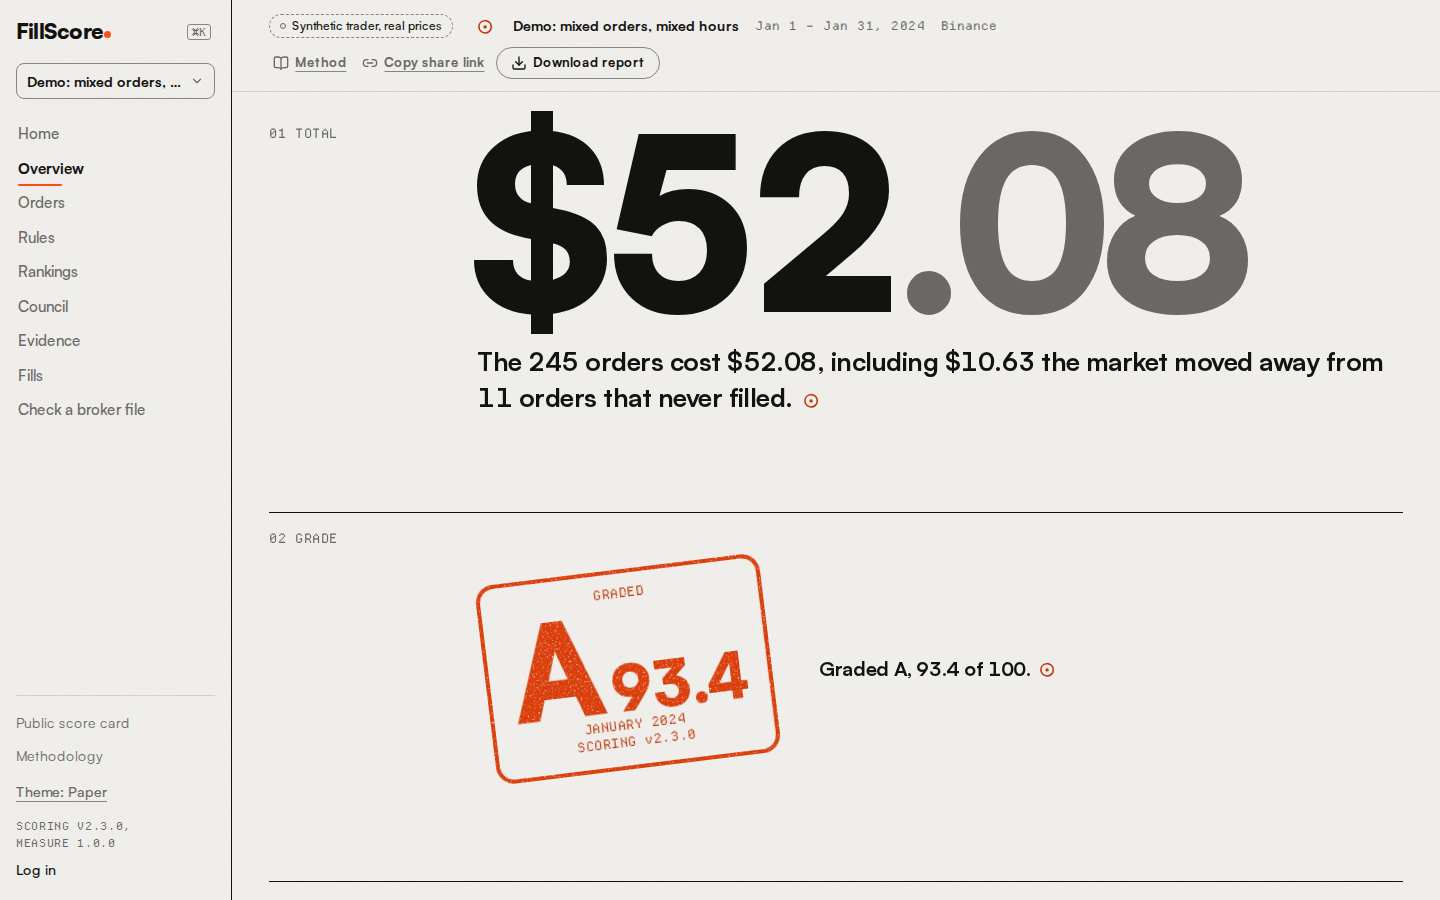 FillScore.
⌘K
Demo: mixed orders, ...
Home
Overview
Orders
Rules
Rankings
Council
Evidence
Fills
Check a broker file
Public score card
Methodology
Theme: Paper
SCORING V2.3.0,
MEASURE 1.0.0
Log in
Synthetic trader, real prices
Demo: mixed orders, mixed hours Jan 1 – Jan 31, 2024 Binance
Method Copy share link Download report
01 TOTAL
$52.08
The 245 orders cost $52.08, including $10.63 the market moved away from
11 orders that never filled.
02 GRADE
GRADED
A 93.4
JANUARY 2024
SCORING v2.3.0
Graded A, 93.4 of 100.